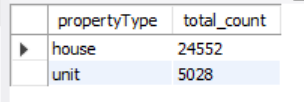 propertyType total_count
house 24552
unit 5028